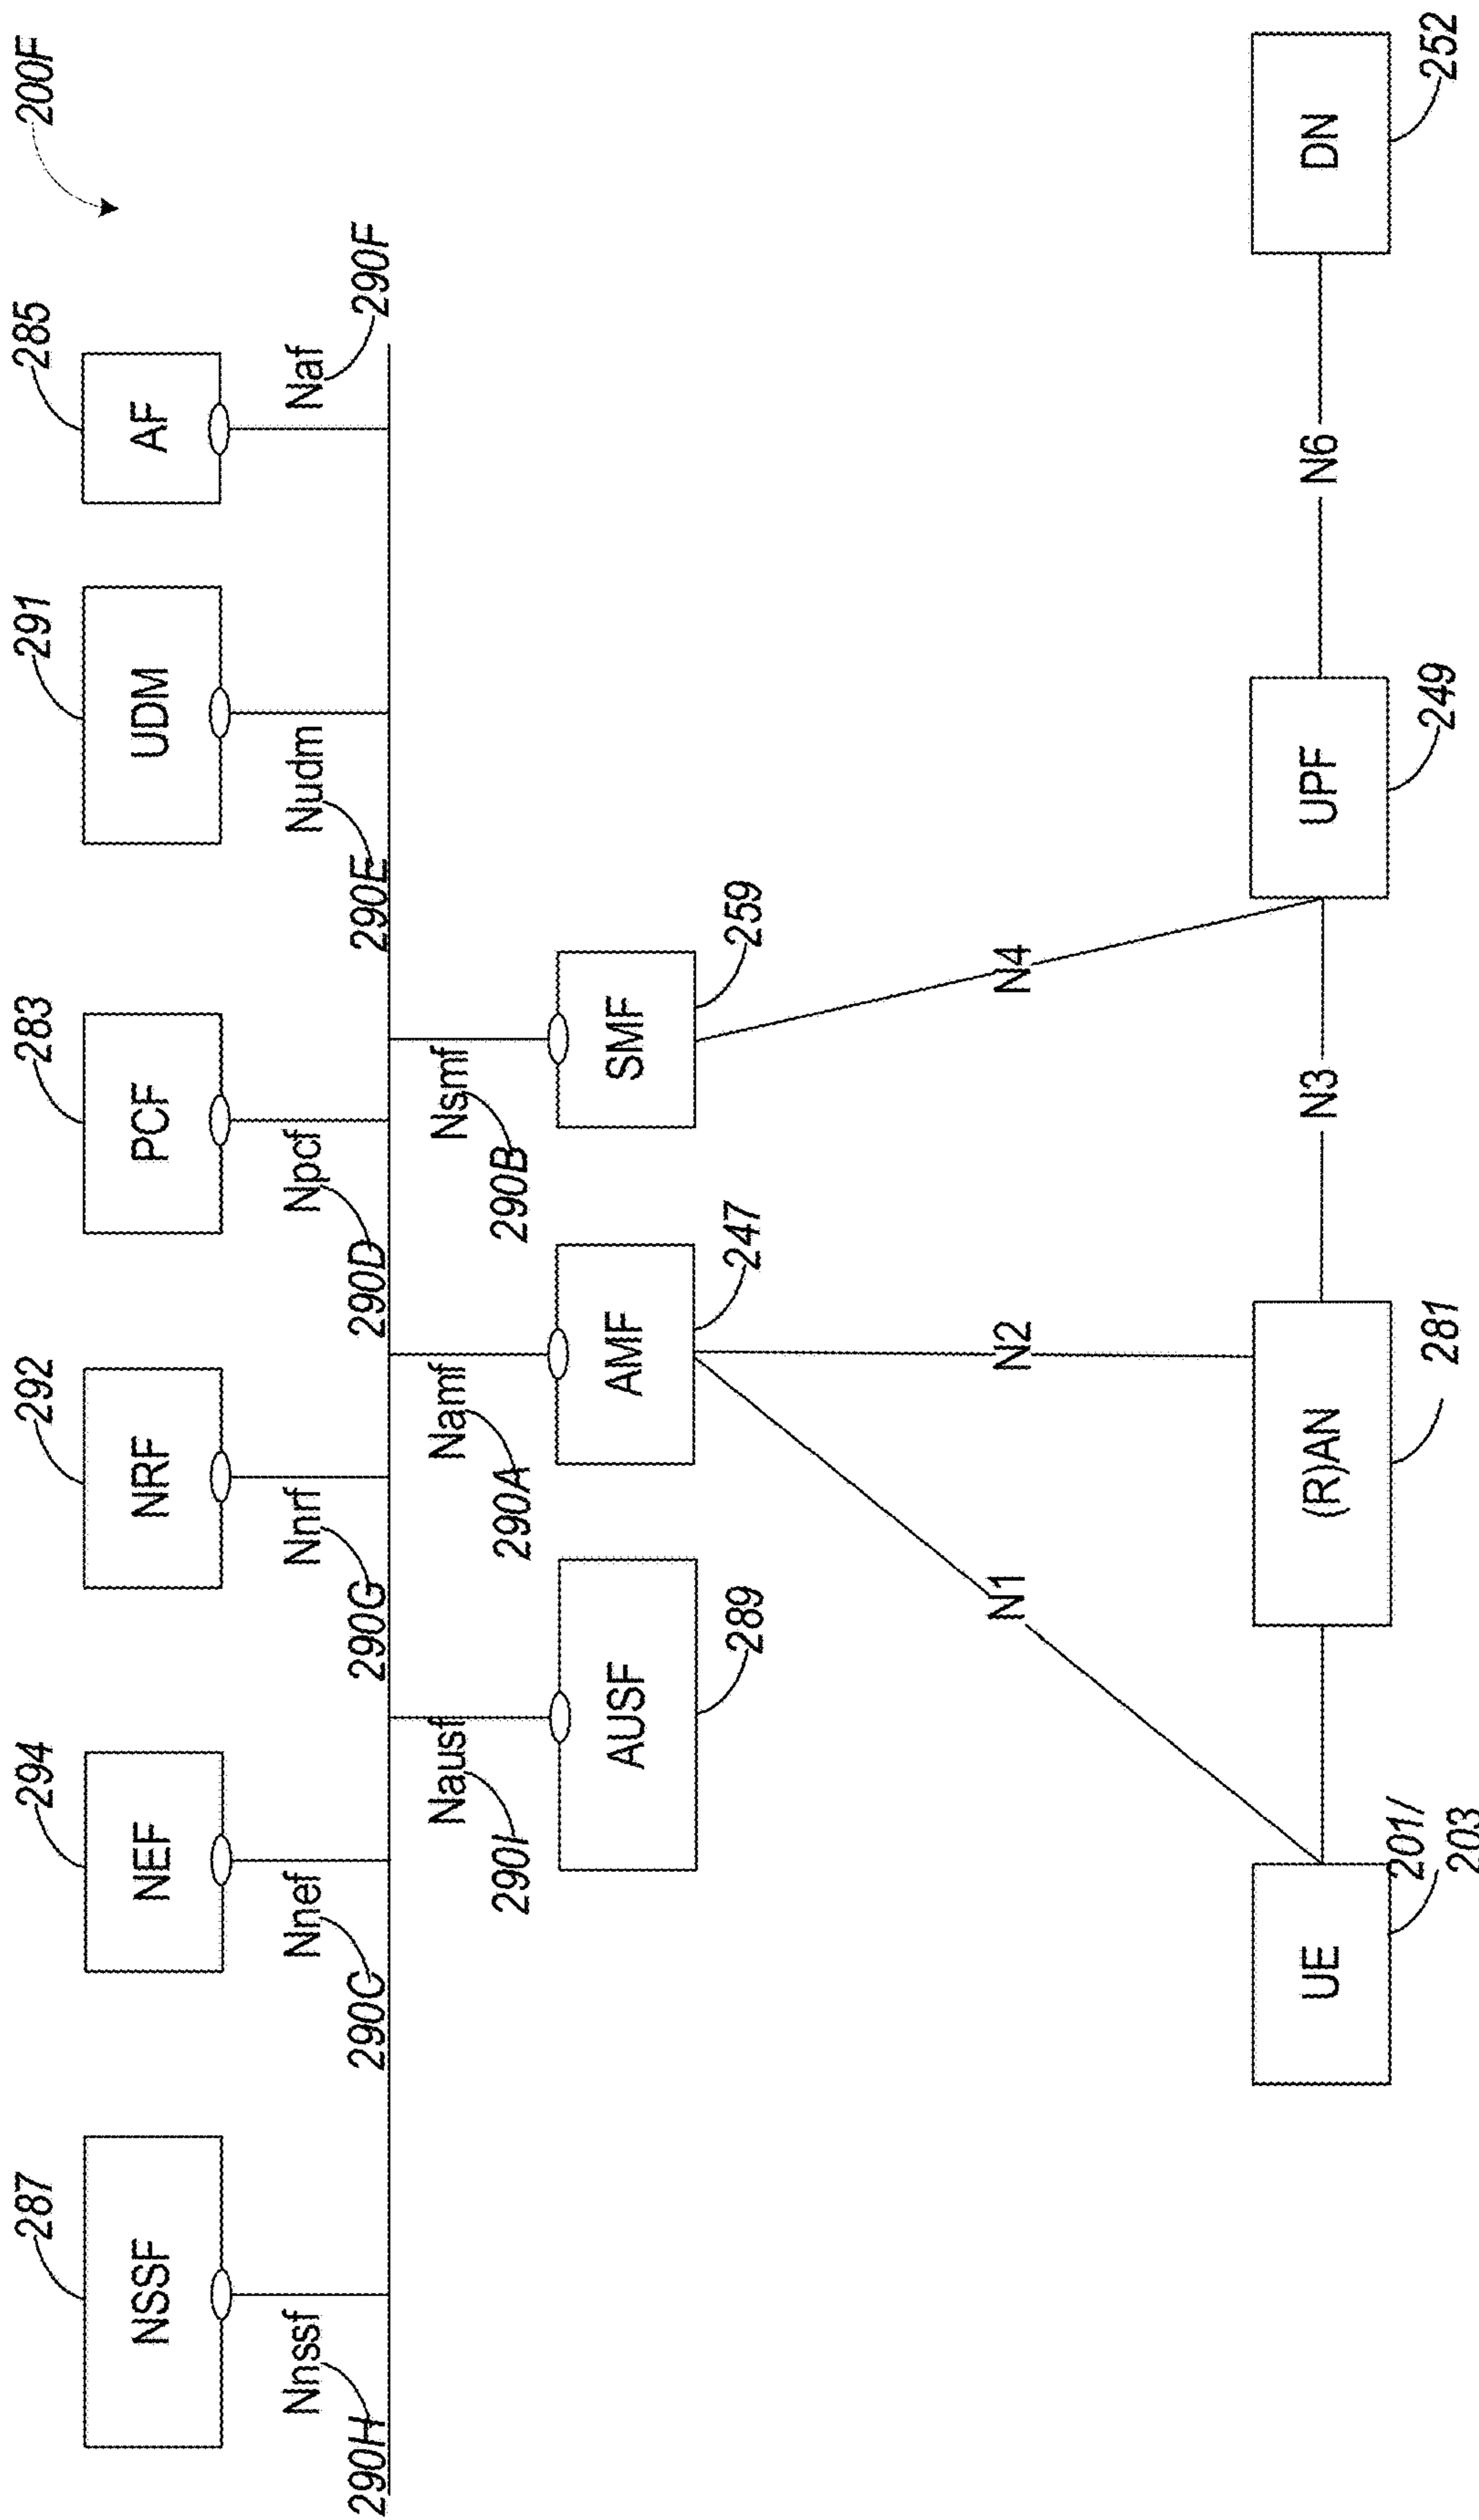 200F
287
294
292
283
291
285
NSSF
NEF
NRF
PCF
UDM
AF
Nnssf
Nnef
Nnrf
Npcf
Nudm
Naf
290H
290C
290G
290D
290E
290F
Nausf
Namf
Nsmf
290I
290A
290B
AUSF
AMF
SMF
289
247
259
N1
N2
N4
UE
(R)AN
N3
UPF
N6
DN
201/
203
281
249
252